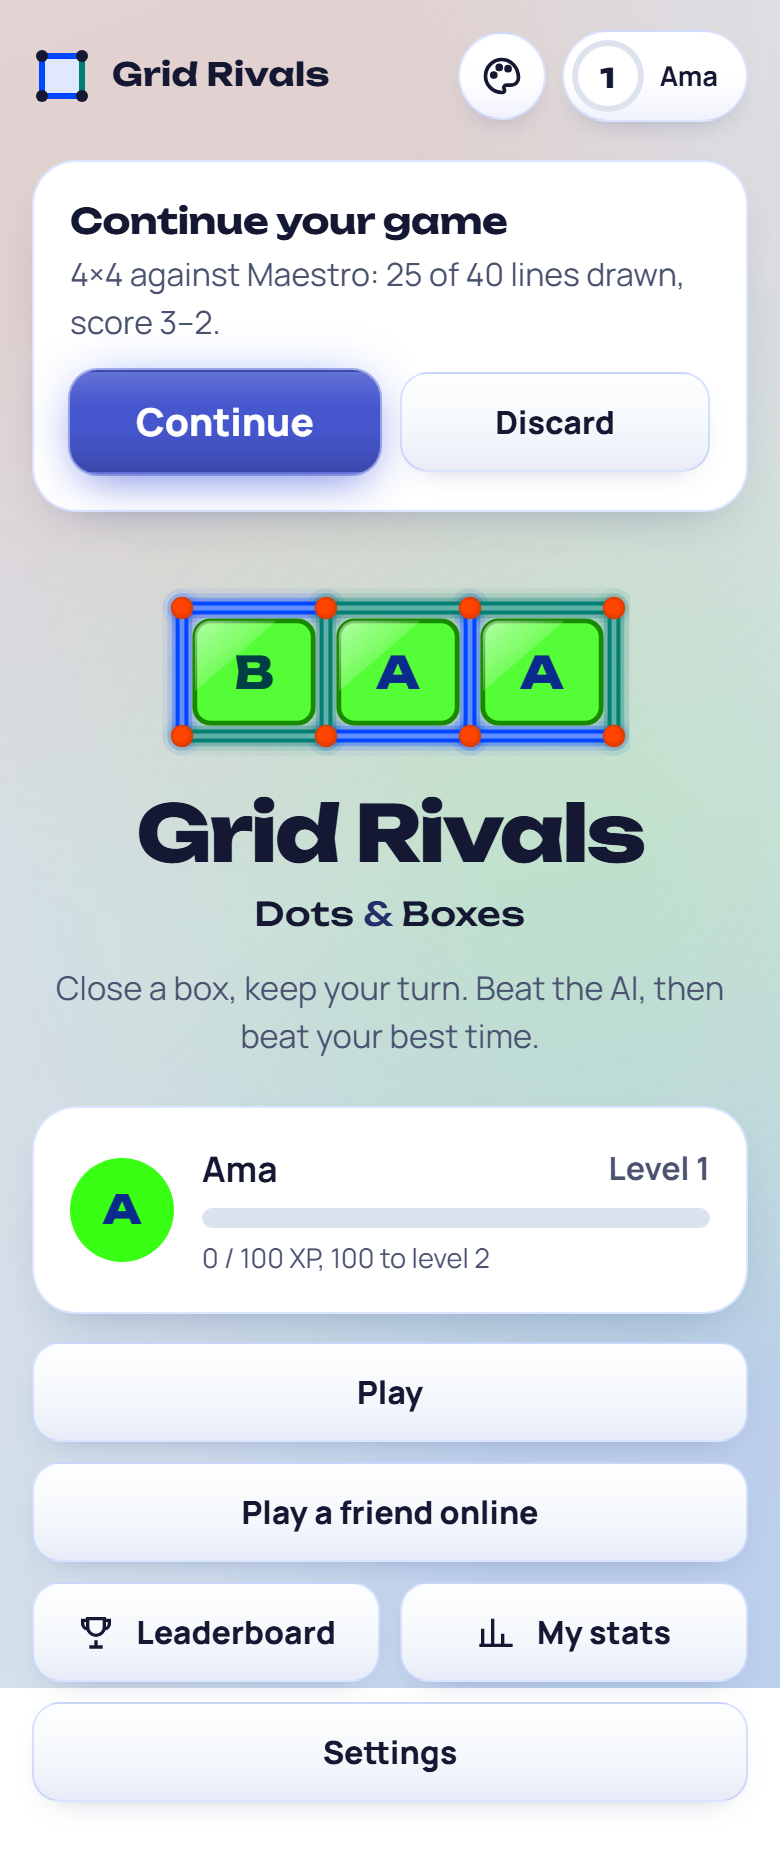 Grid Rivals
1 Ama
Continue your game
4×4 against Maestro: 25 of 40 lines drawn,
score 3–2.
Continue Discard
B A A
Grid Rivals
Dots & Boxes
Close a box, keep your turn. Beat the AI, then
beat your best time.
A
Ama Level 1
0 / 100 XP, 100 to level 2
Play
Play a friend online
Leaderboard My stats
Settings